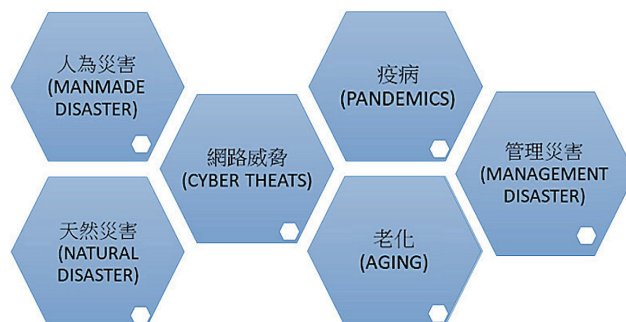 人為災害
(MANMADE
DISASTER)
疫病
(PANDEMICS)
網路威脅
(CYBER THEATS)
管理災害
(MANAGEMENT
DISASTER)
天然災害
(NATURAL
DISASTER)
老化
(AGING)